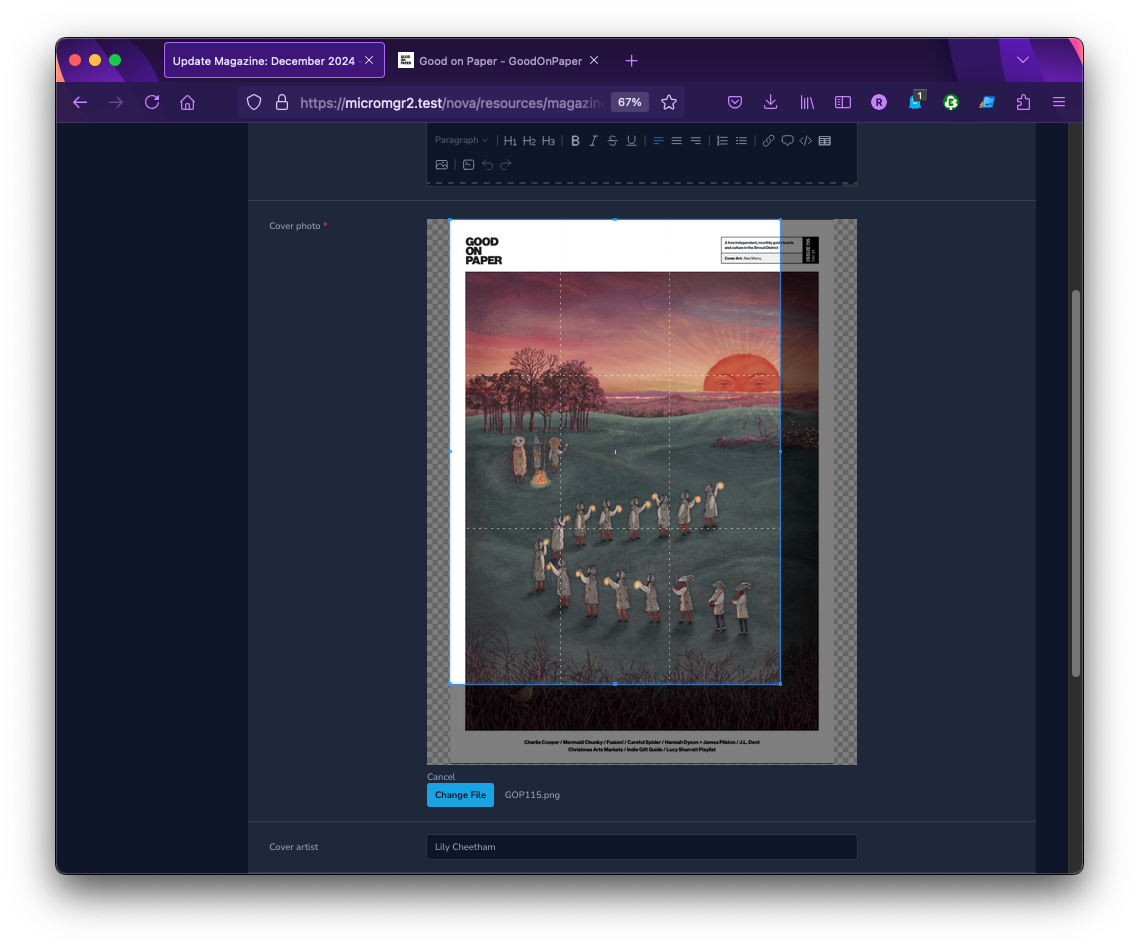 Update Magazine: December 2024
Good on Paper - GoodOnPaper
https://micromgr2.test/nova/resources/magazin
67%
R
1
Paragraph
H1 H2 H3 B I S U
Cover photo *
GOOD
ON
PAPER
A free independent, monthly guide to arts
and culture in the Stroud District
Cover Art: Alex Merry
ISSUE 115
Charlie Cooper / Mermaid Chunky / Fusion! / Careful Spider / Hannah Dyson + James Pilston / J.L. Dent
Christmas Arts Markets / Indie Gift Guide / Lucy Sharratt Playlist
Cancel
Change File
GOP115.png
Cover artist
Lily Cheetham